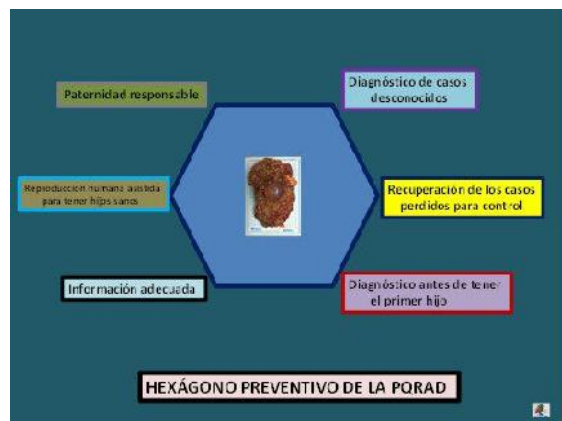 Paternidad responsable
Diagnóstico de casos
desconocidos
Reproducción humana asistida
para tener hijos sanos
Recuperación de los casos
perdidos para control
Información adecuada
Diagnóstico antes de tener
el primer hijo
HEXÁGONO PREVENTIVO DE LA PQRAD